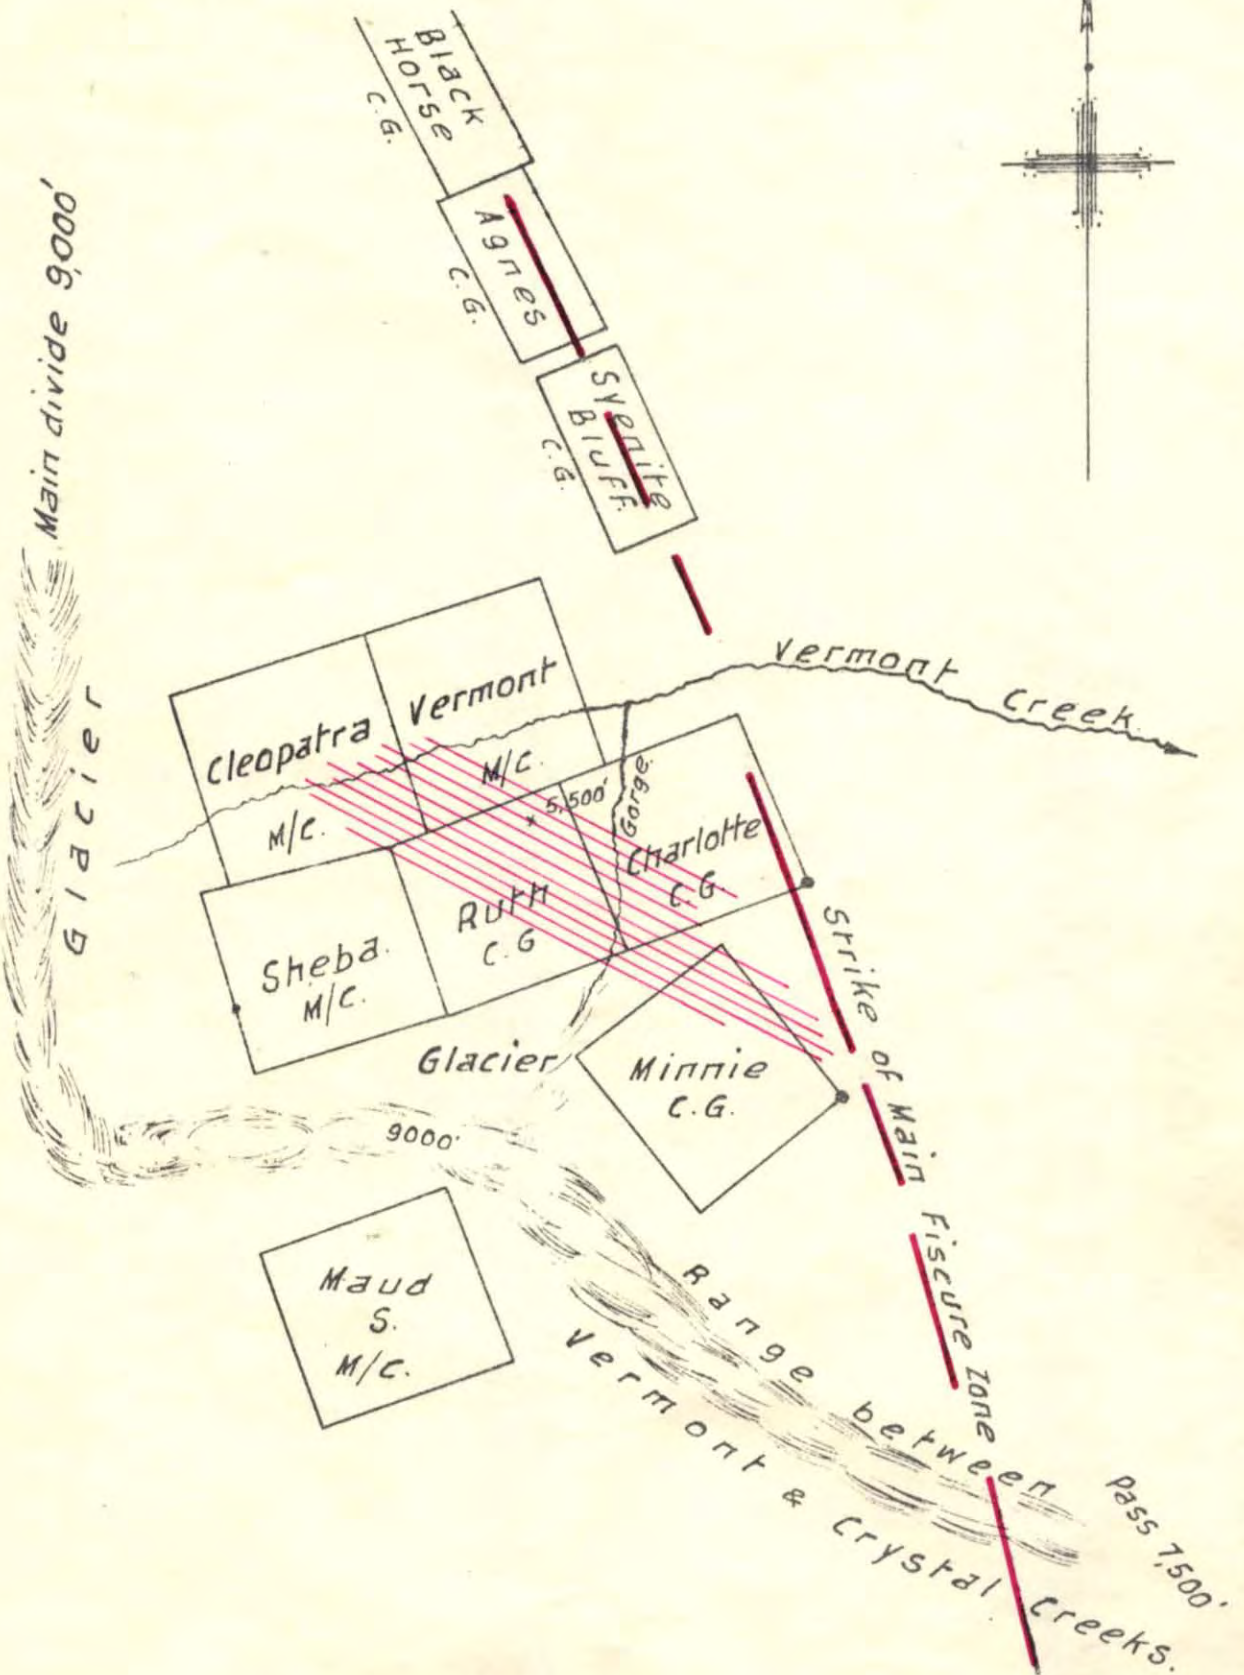 Black
Horse
C.G.
Agnes
C.G.
Syenite
Bluff.
C.G.
Main divide 9,000'
Glacier
Vermont
Creek.
Cleopatra
M/C.
Vermont
M/C.
5,500'
Gorge
Charlotte
C.G.
Ruth
C.G
Sheba.
M/C.
Glacier
Minnie
C.G.
Strike of Main Fiscure Zone
9000'
Maud
S.
M/C.
Range between
Vermont & Crystal Creeks.
Pass 7,500'